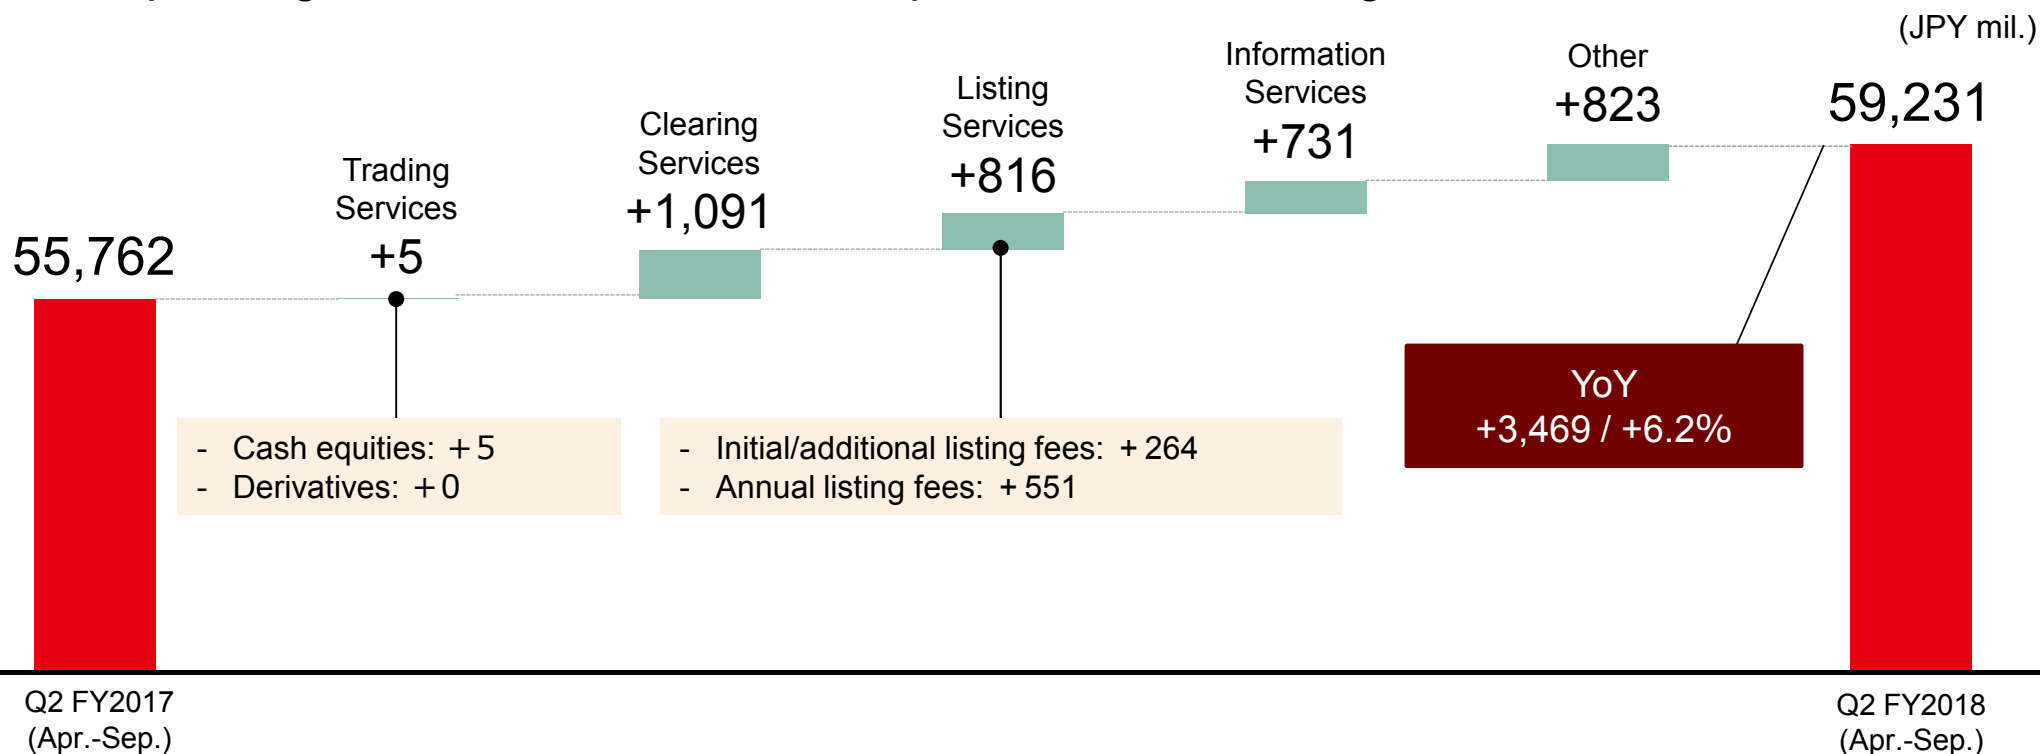 (JPY mil.)
55,762
Trading
Services
+5
Clearing
Services
+1,091
Listing
Services
+816
Information
Services
+731
Other
+823
59,231
- Cash equities: +5
- Derivatives: +0
- Initial/additional listing fees: +264
- Annual listing fees: +551
YoY
+3,469 / +6.2%
Q2 FY2017
(Apr.-Sep.)
Q2 FY2018
(Apr.-Sep.)